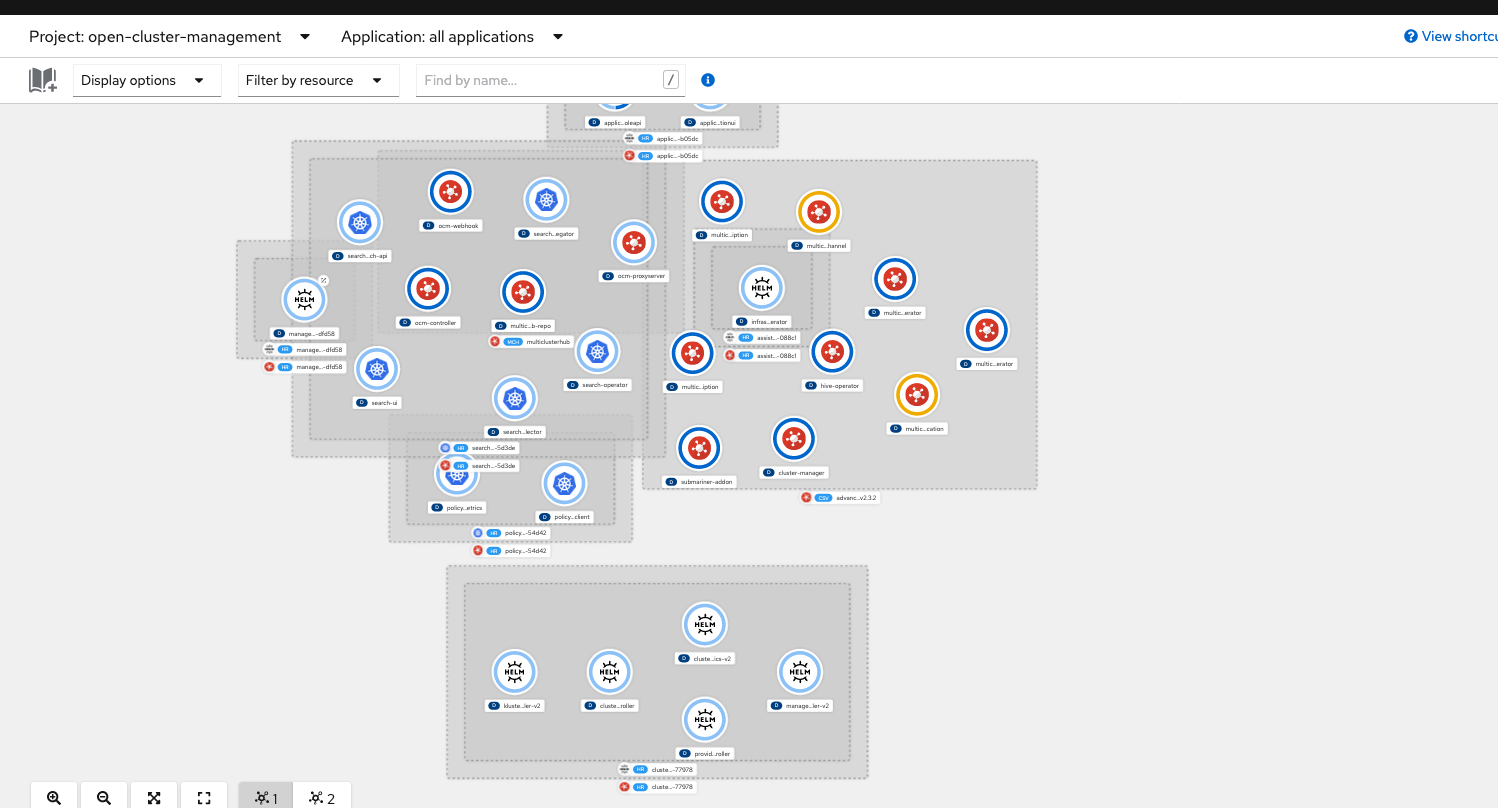 Project: open-cluster-management
Application: all applications
View shortcu
Display options
Filter by resource
Find by name...
/
D applic...oleapi
D applic...tionui
HR applic...-b05dc
HR applic...-b05dc
D ocm-webhook
D search...egator
D search...ch-api
D ocm-proxyserver
D multic...iption
D multic...hannel
HELM
D manage...-dfd58
HR manage...-dfd58
HR manage...-dfd58
D ocm-controller
D multic...b-repo
MCH multiclusterhub
HELM
D infras...erator
HR assist...-088cf
HR assist...-088cf
D multic...erator
D multic...erator
D search-ui
D search-operator
D multic...iption
D hive-operator
D search...lector
HR search...-5d3de
HR search...-5d3de
D multic...cation
D submariner-addon
D cluster-manager
CSV advanc...v2.3.2
D policy...etrics
D policy...client
HR policy...-54d42
HR policy...-54d42
HELM
D cluste...ics-v2
HELM
D kluste...ler-v2
HELM
D cluste...roller
HELM
D manage...ler-v2
HELM
D provid...roller
HR cluste...-77978
HR cluste...-77978
1
2